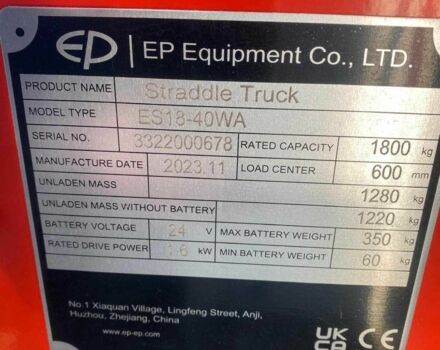 EP | EP Equipment Co., LTD.
PRODUCT NAME Straddle Truck
MODEL TYPE ES18-40WA
SERIAL NO. 3322000678 RATED CAPACITY 1800 kg
MANUFACTURE DATE 2023.11 LOAD CENTER 600 mm
UNLADEN MASS 1280 kg
UNLADEN MASS WITHOUT BATTERY 1220 kg
BATTERY VOLTAGE 24 V MAX BATTERY WEIGHT 350 kg
RATED DRIVE POWER 1.6 kW MIN BATTERY WEIGHT 60 kg
No.1 Xiaquan Village, Lingfeng Street, Anji,
Huzhou, Zhejiang, China
www.ep-ep.com
UK CE
CA